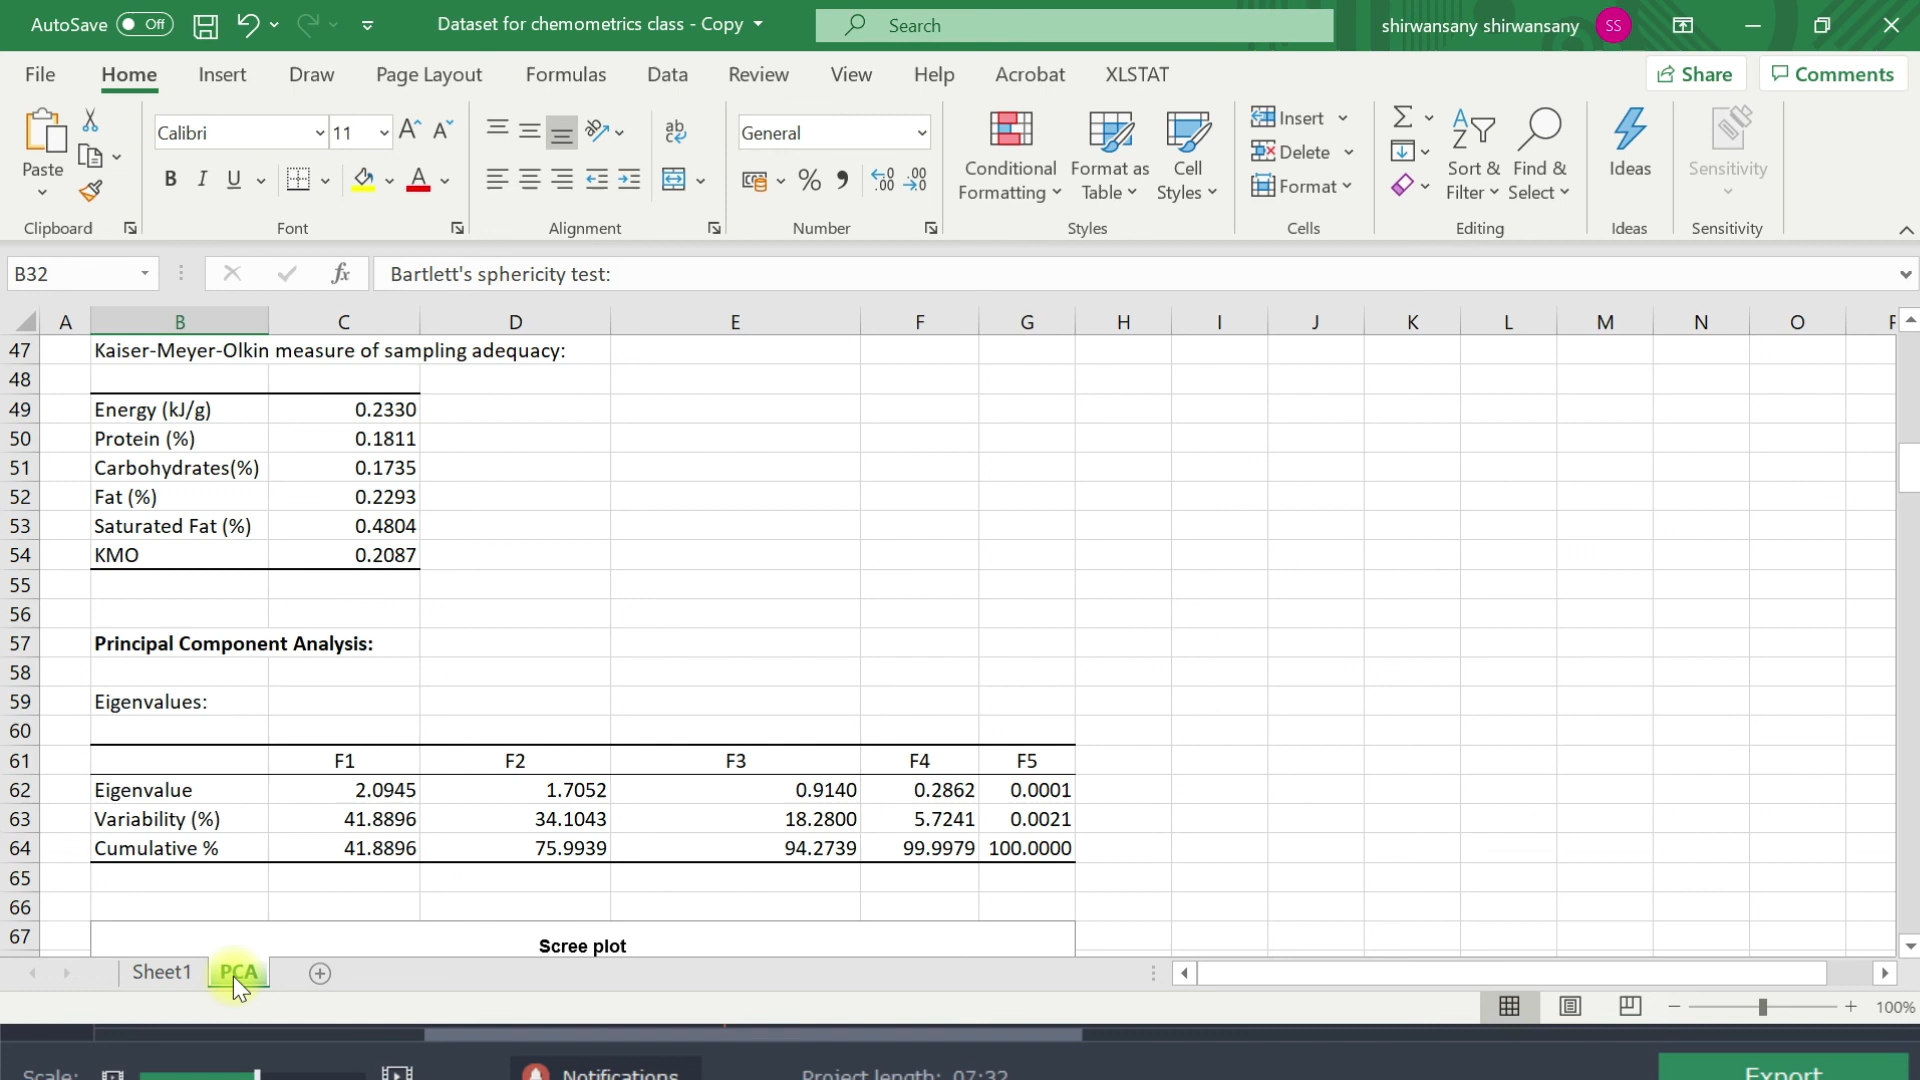 AutoSave Off Dataset for chemometrics class - Copy Search shirwansany shirwansany SS
File Home Insert Draw Page Layout Formulas Data Review View Help Acrobat XLSTAT Share Comments
Paste Calibri 11 B I U A General Conditional Formatting Format as Table Cell Styles Insert Delete Format Sort & Filter Find & Select Ideas Sensitivity
Clipboard Font Alignment Number Styles Cells Editing Ideas Sensitivity
B32 fx Bartlett's sphericity test:
A B C D E F G H I J K L M N O
47 Kaiser-Meyer-Olkin measure of sampling adequacy:
48
49 Energy (kJ/g) 0.2330
50 Protein (%) 0.1811
51 Carbohydrates(%) 0.1735
52 Fat (%) 0.2293
53 Saturated Fat (%) 0.4804
54 KMO 0.2087
55
56
57 Principal Component Analysis:
58
59 Eigenvalues:
60
61 F1 F2 F3 F4 F5
62 Eigenvalue 2.0945 1.7052 0.9140 0.2862 0.0001
63 Variability (%) 41.8896 34.1043 18.2800 5.7241 0.0021
64 Cumulative % 41.8896 75.9939 94.2739 99.9979 100.0000
65
66
67 Scree plot
Sheet1 PCA
100%
Scale: Notifications Project length: 07:32 Export